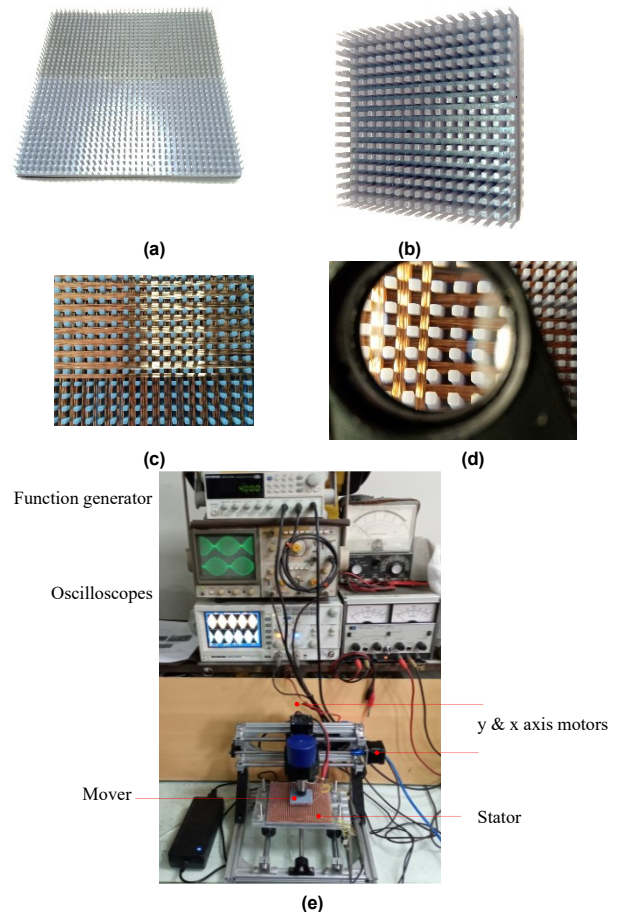 (a)
(b)
(c)
(d)
Function generator
Oscilloscopes
y & x axis motors
Mover
Stator
(e)